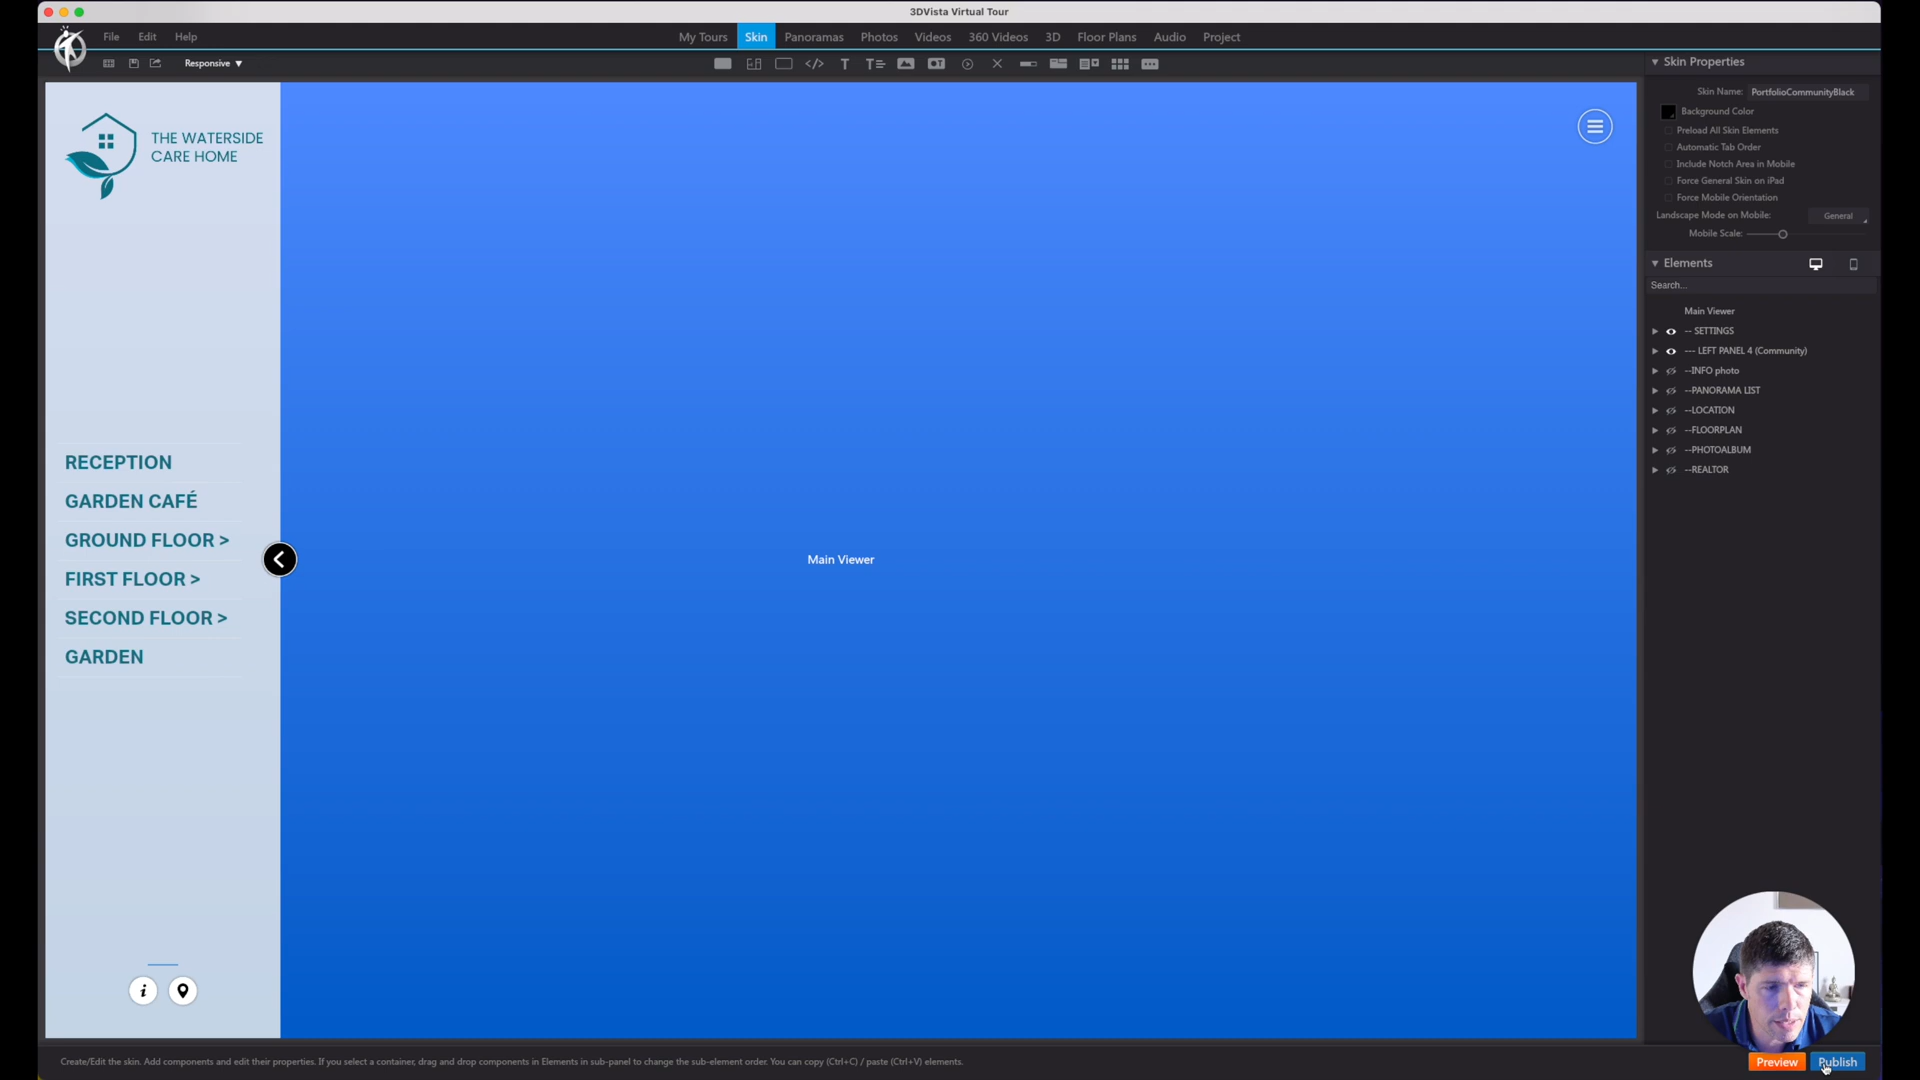 3DVista Virtual Tour
File Edit Help
My Tours Skin Panoramas Photos Videos 360 Videos 3D Floor Plans Audio Project
Responsive ▼
Skin Properties
Skin Name: PortfolioCommunityBlack
Background Color
Preload All Skin Elements
Automatic Tab Order
Include Notch Area in Mobile
Force General Skin on iPad
Force Mobile Orientation
Landscape Mode on Mobile: General
Mobile Scale:
Elements
Search...
Main Viewer
-- SETTINGS
--- LEFT PANEL 4 (Community)
--INFO photo
--PANORAMA LIST
--LOCATION
--FLOORPLAN
--PHOTOALBUM
--REALTOR
THE WATERSIDE
CARE HOME
RECEPTION
GARDEN CAFÉ
GROUND FLOOR >
FIRST FLOOR >
SECOND FLOOR >
GARDEN
Main Viewer
Create/Edit the skin. Add components and edit their properties. If you select a container, drag and drop components in Elements in sub-panel to change the sub-element order. You can copy (Ctrl+C) / paste (Ctrl+V) elements.
Preview Publish